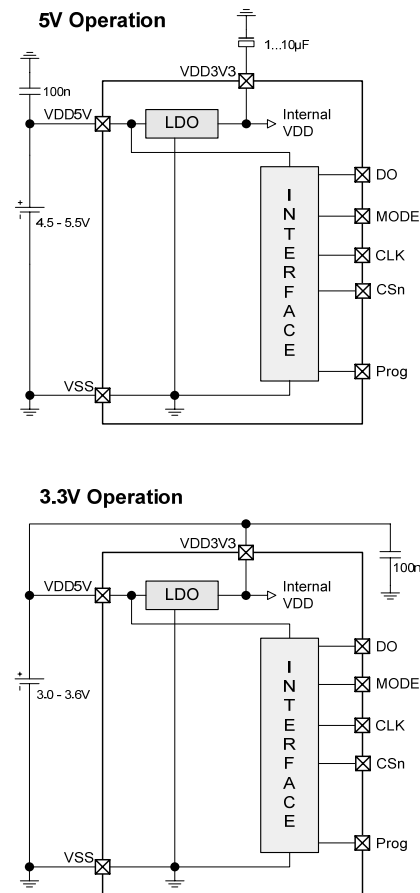 5V Operation
1...10µF
VDD3V3
100n
VDD5V
LDO
Internal
VDD
DO
INTERFACE
MODE
+
-
4.5 - 5.5V
CLK
CSn
Prog
VSS
3.3V Operation
VDD3V3
100n
VDD5V
LDO
Internal
VDD
DO
INTERFACE
MODE
+
-
3.0 - 3.6V
CLK
CSn
Prog
VSS